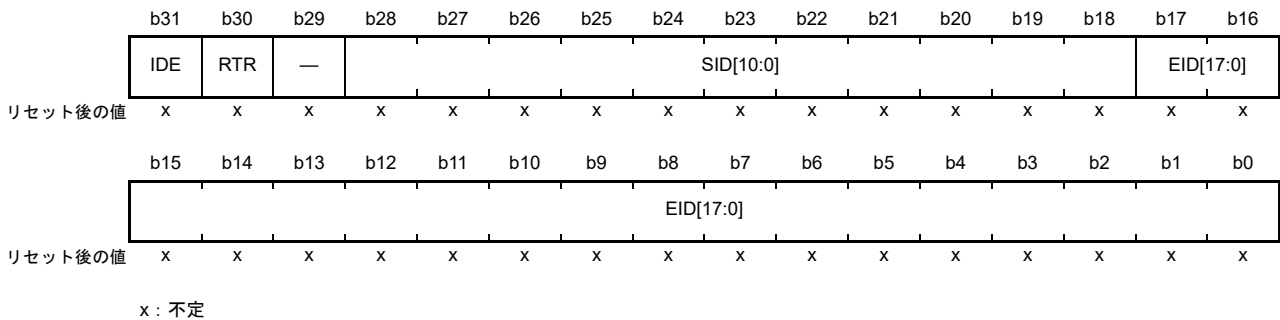 b31 b30 b29 b28 b27 b26 b25 b24 b23 b22 b21 b20 b19 b18 b17 b16
IDE RTR — SID[10:0] EID[17:0]
リセット後の値 x x x x x x x x x x x x x x x x
b15 b14 b13 b12 b11 b10 b9 b8 b7 b6 b5 b4 b3 b2 b1 b0
EID[17:0]
リセット後の値 x x x x x x x x x x x x x x x x
x：不定